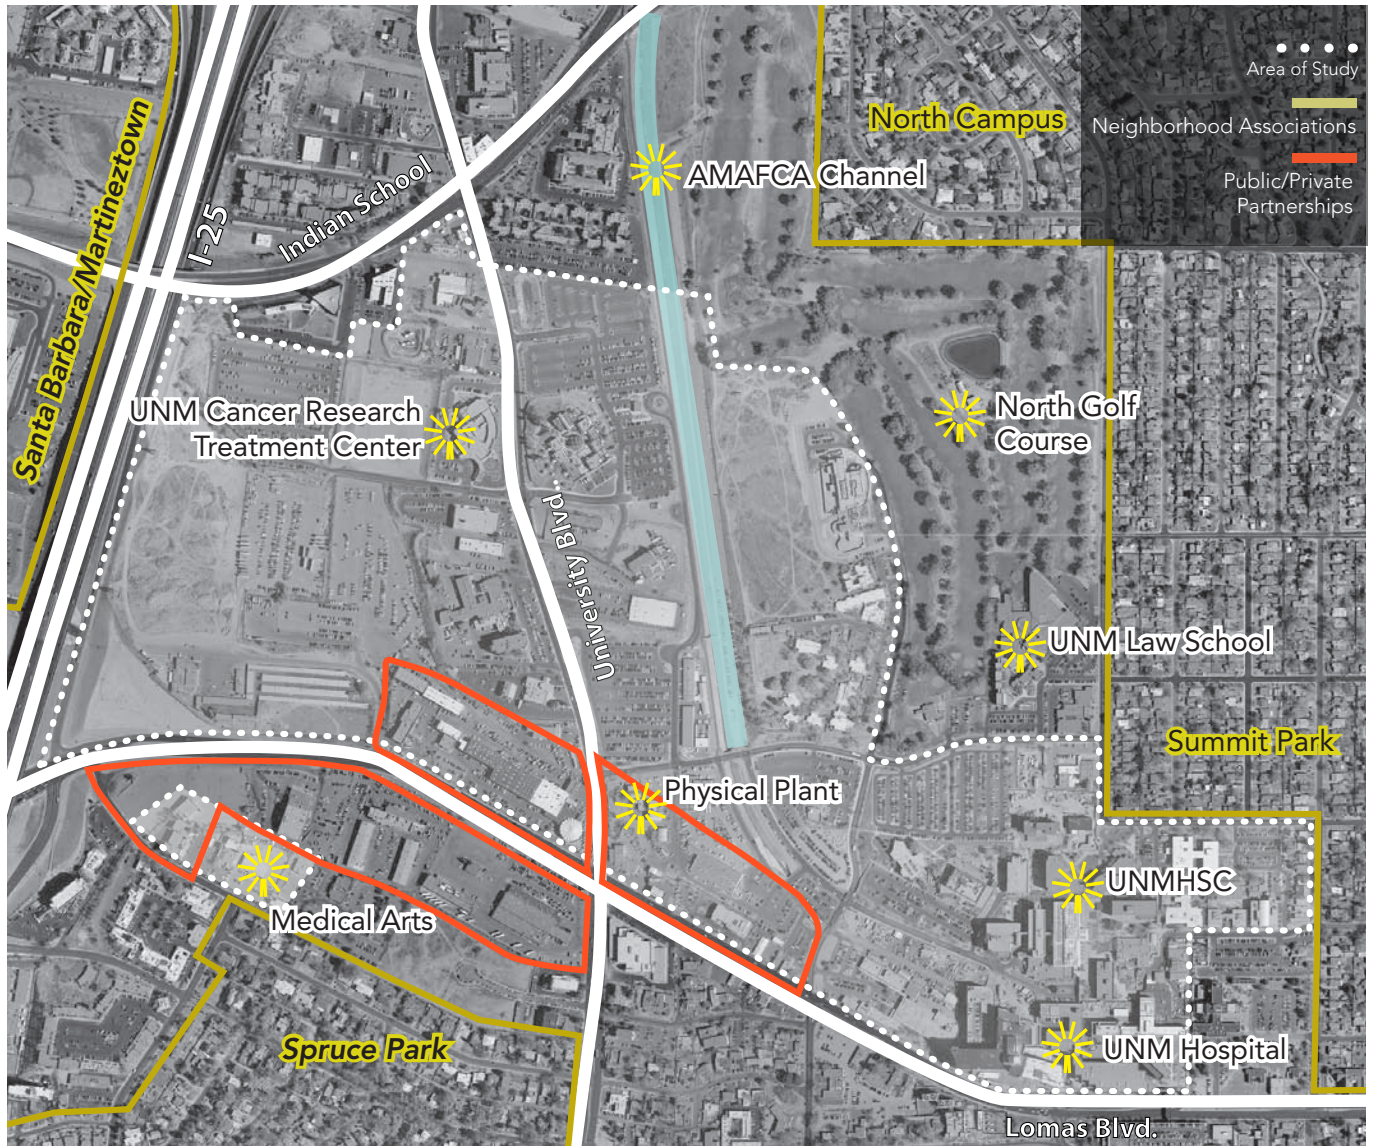 Area of Study
Neighborhood Associations
Public/Private
Partnerships
North Campus
AMAFCA Channel
Santa Barbara/Martineztown
I-25
Indian School
UNM Cancer Research
Treatment Center
North Golf
Course
University Blvd.
UNM Law School
Summit Park
Physical Plant
UNMHSC
Medical Arts
Spruce Park
UNM Hospital
Lomas Blvd.